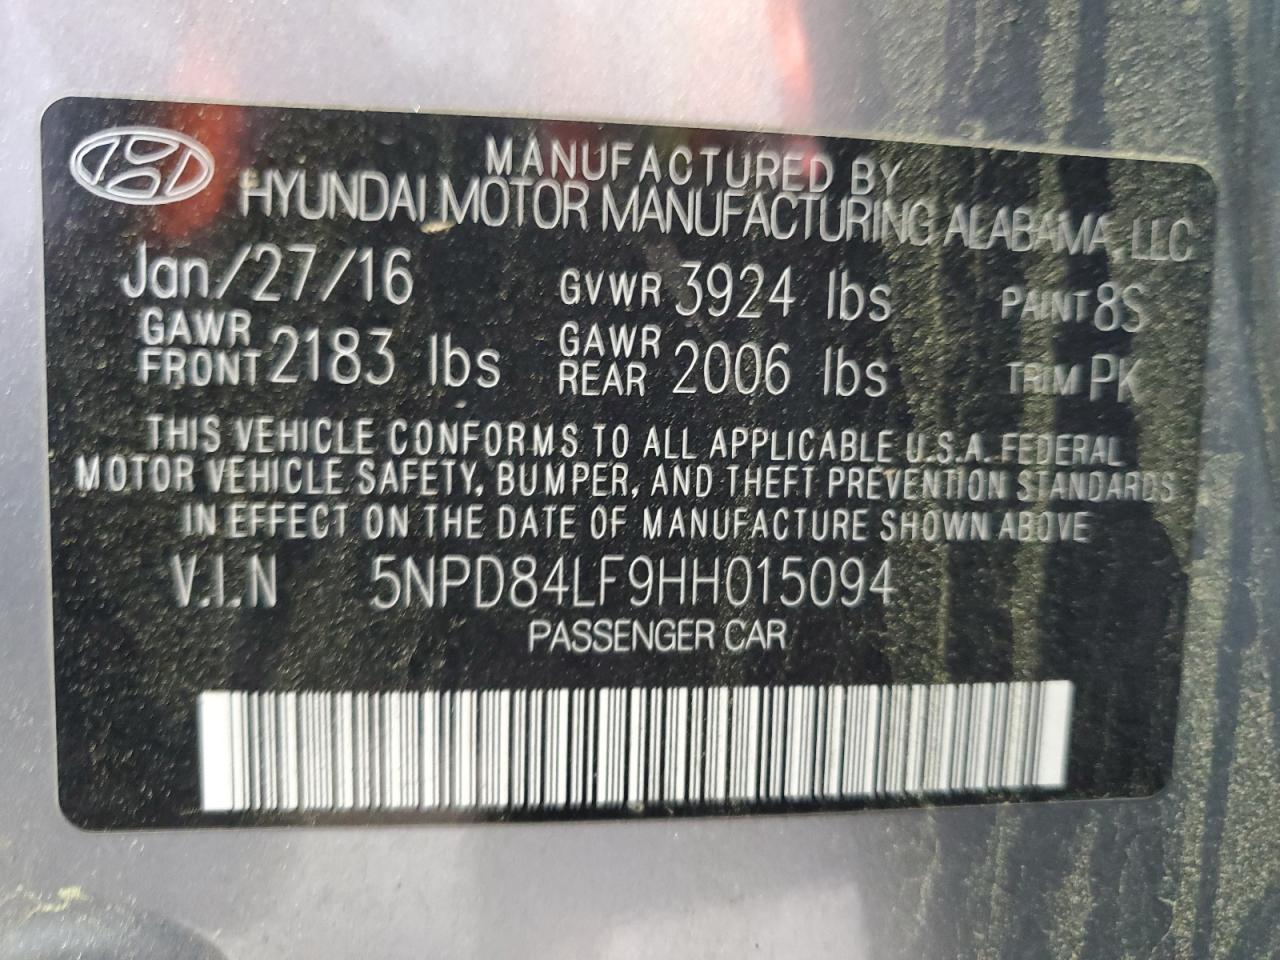 MANUFACTURED BY
HYUNDAI MOTOR MANUFACTURING ALABAMA, LLC
Jan/27/16 GVWR 3924 lbs PAINT 8S
GAWR FRONT 2183 lbs GAWR REAR 2006 lbs TRIM PK
THIS VEHICLE CONFORMS TO ALL APPLICABLE U.S.A. FEDERAL
MOTOR VEHICLE SAFETY, BUMPER, AND THEFT PREVENTION STANDARDS
IN EFFECT ON THE DATE OF MANUFACTURE SHOWN ABOVE
V.I.N 5NPD84LF9HH015094
PASSENGER CAR